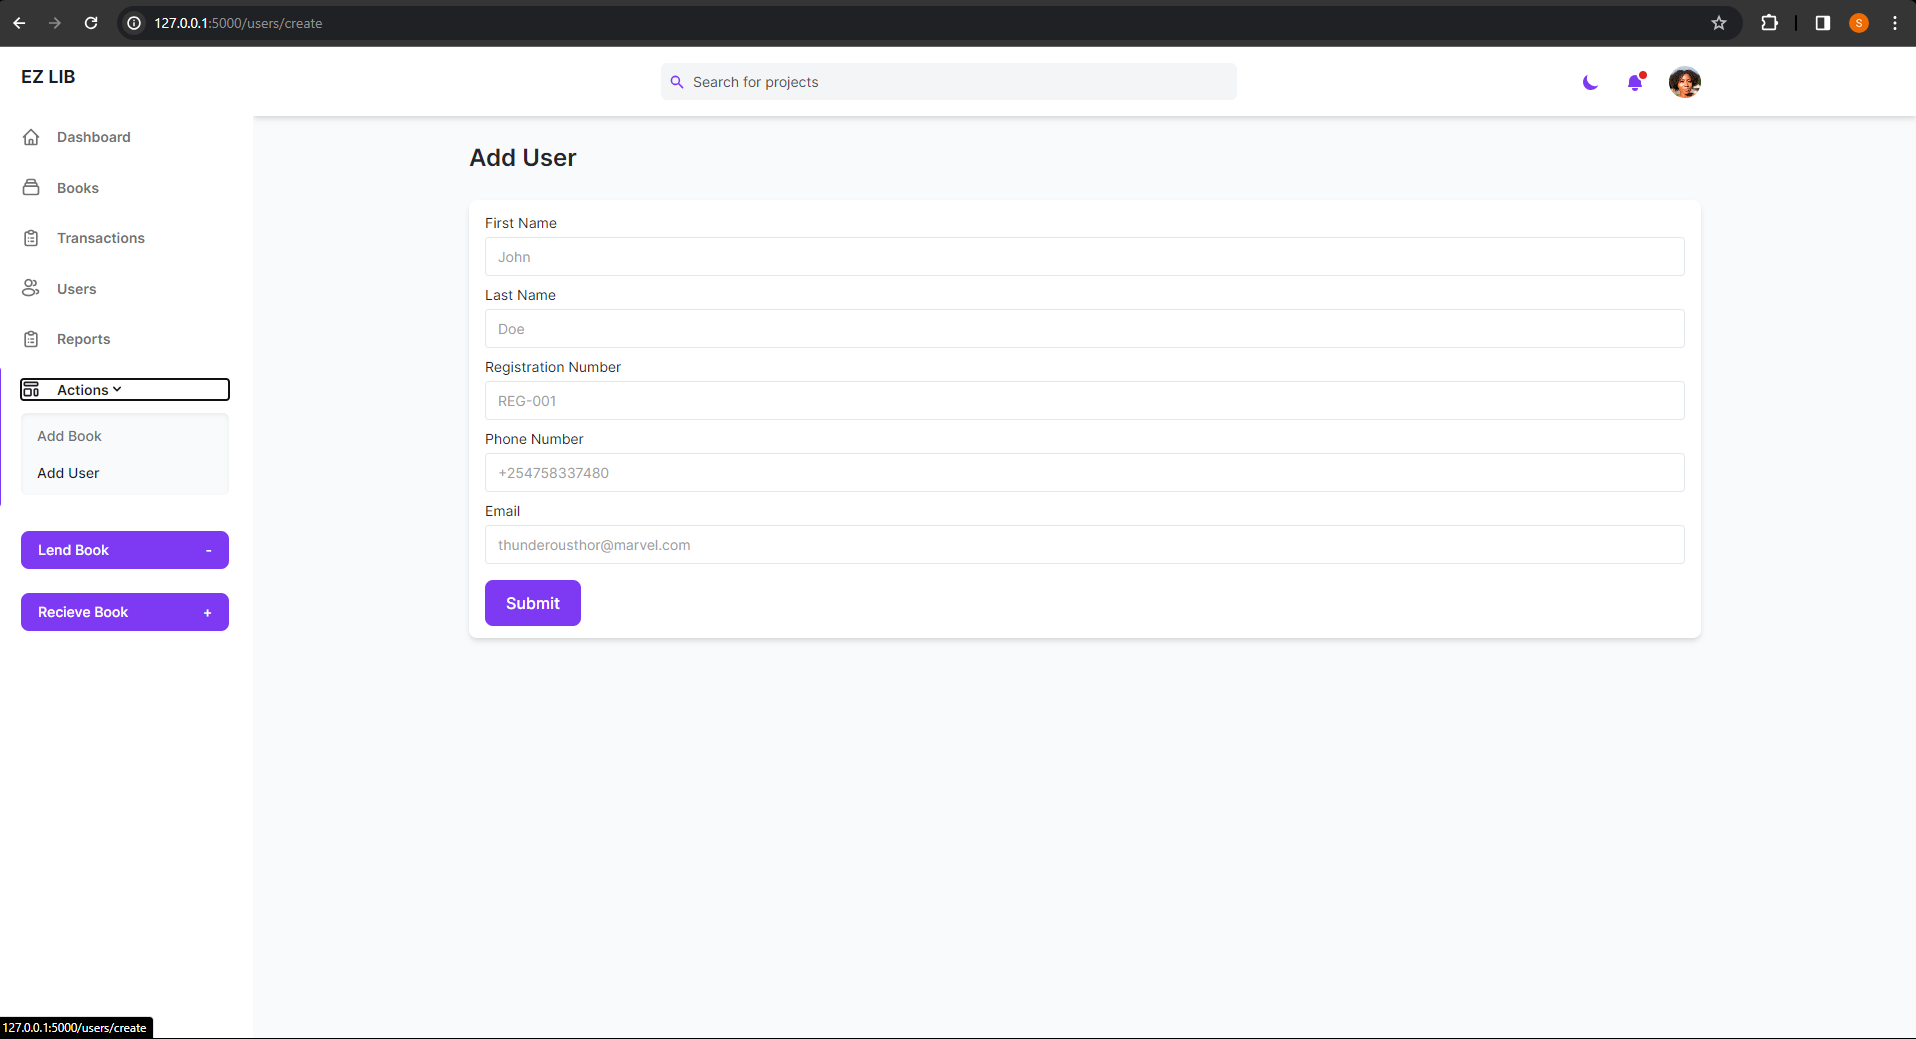 127.0.0.1:5000/users/create
S
EZ LIB
Search for projects
Dashboard
Books
Transactions
Users
Reports
Actions
Add Book
Add User
Lend Book -
Recieve Book +
Add User
First Name
John
Last Name
Doe
Registration Number
REG-001
Phone Number
+254758337480
Email
thunderousthor@marvel.com
Submit
127.0.0.1:5000/users/create